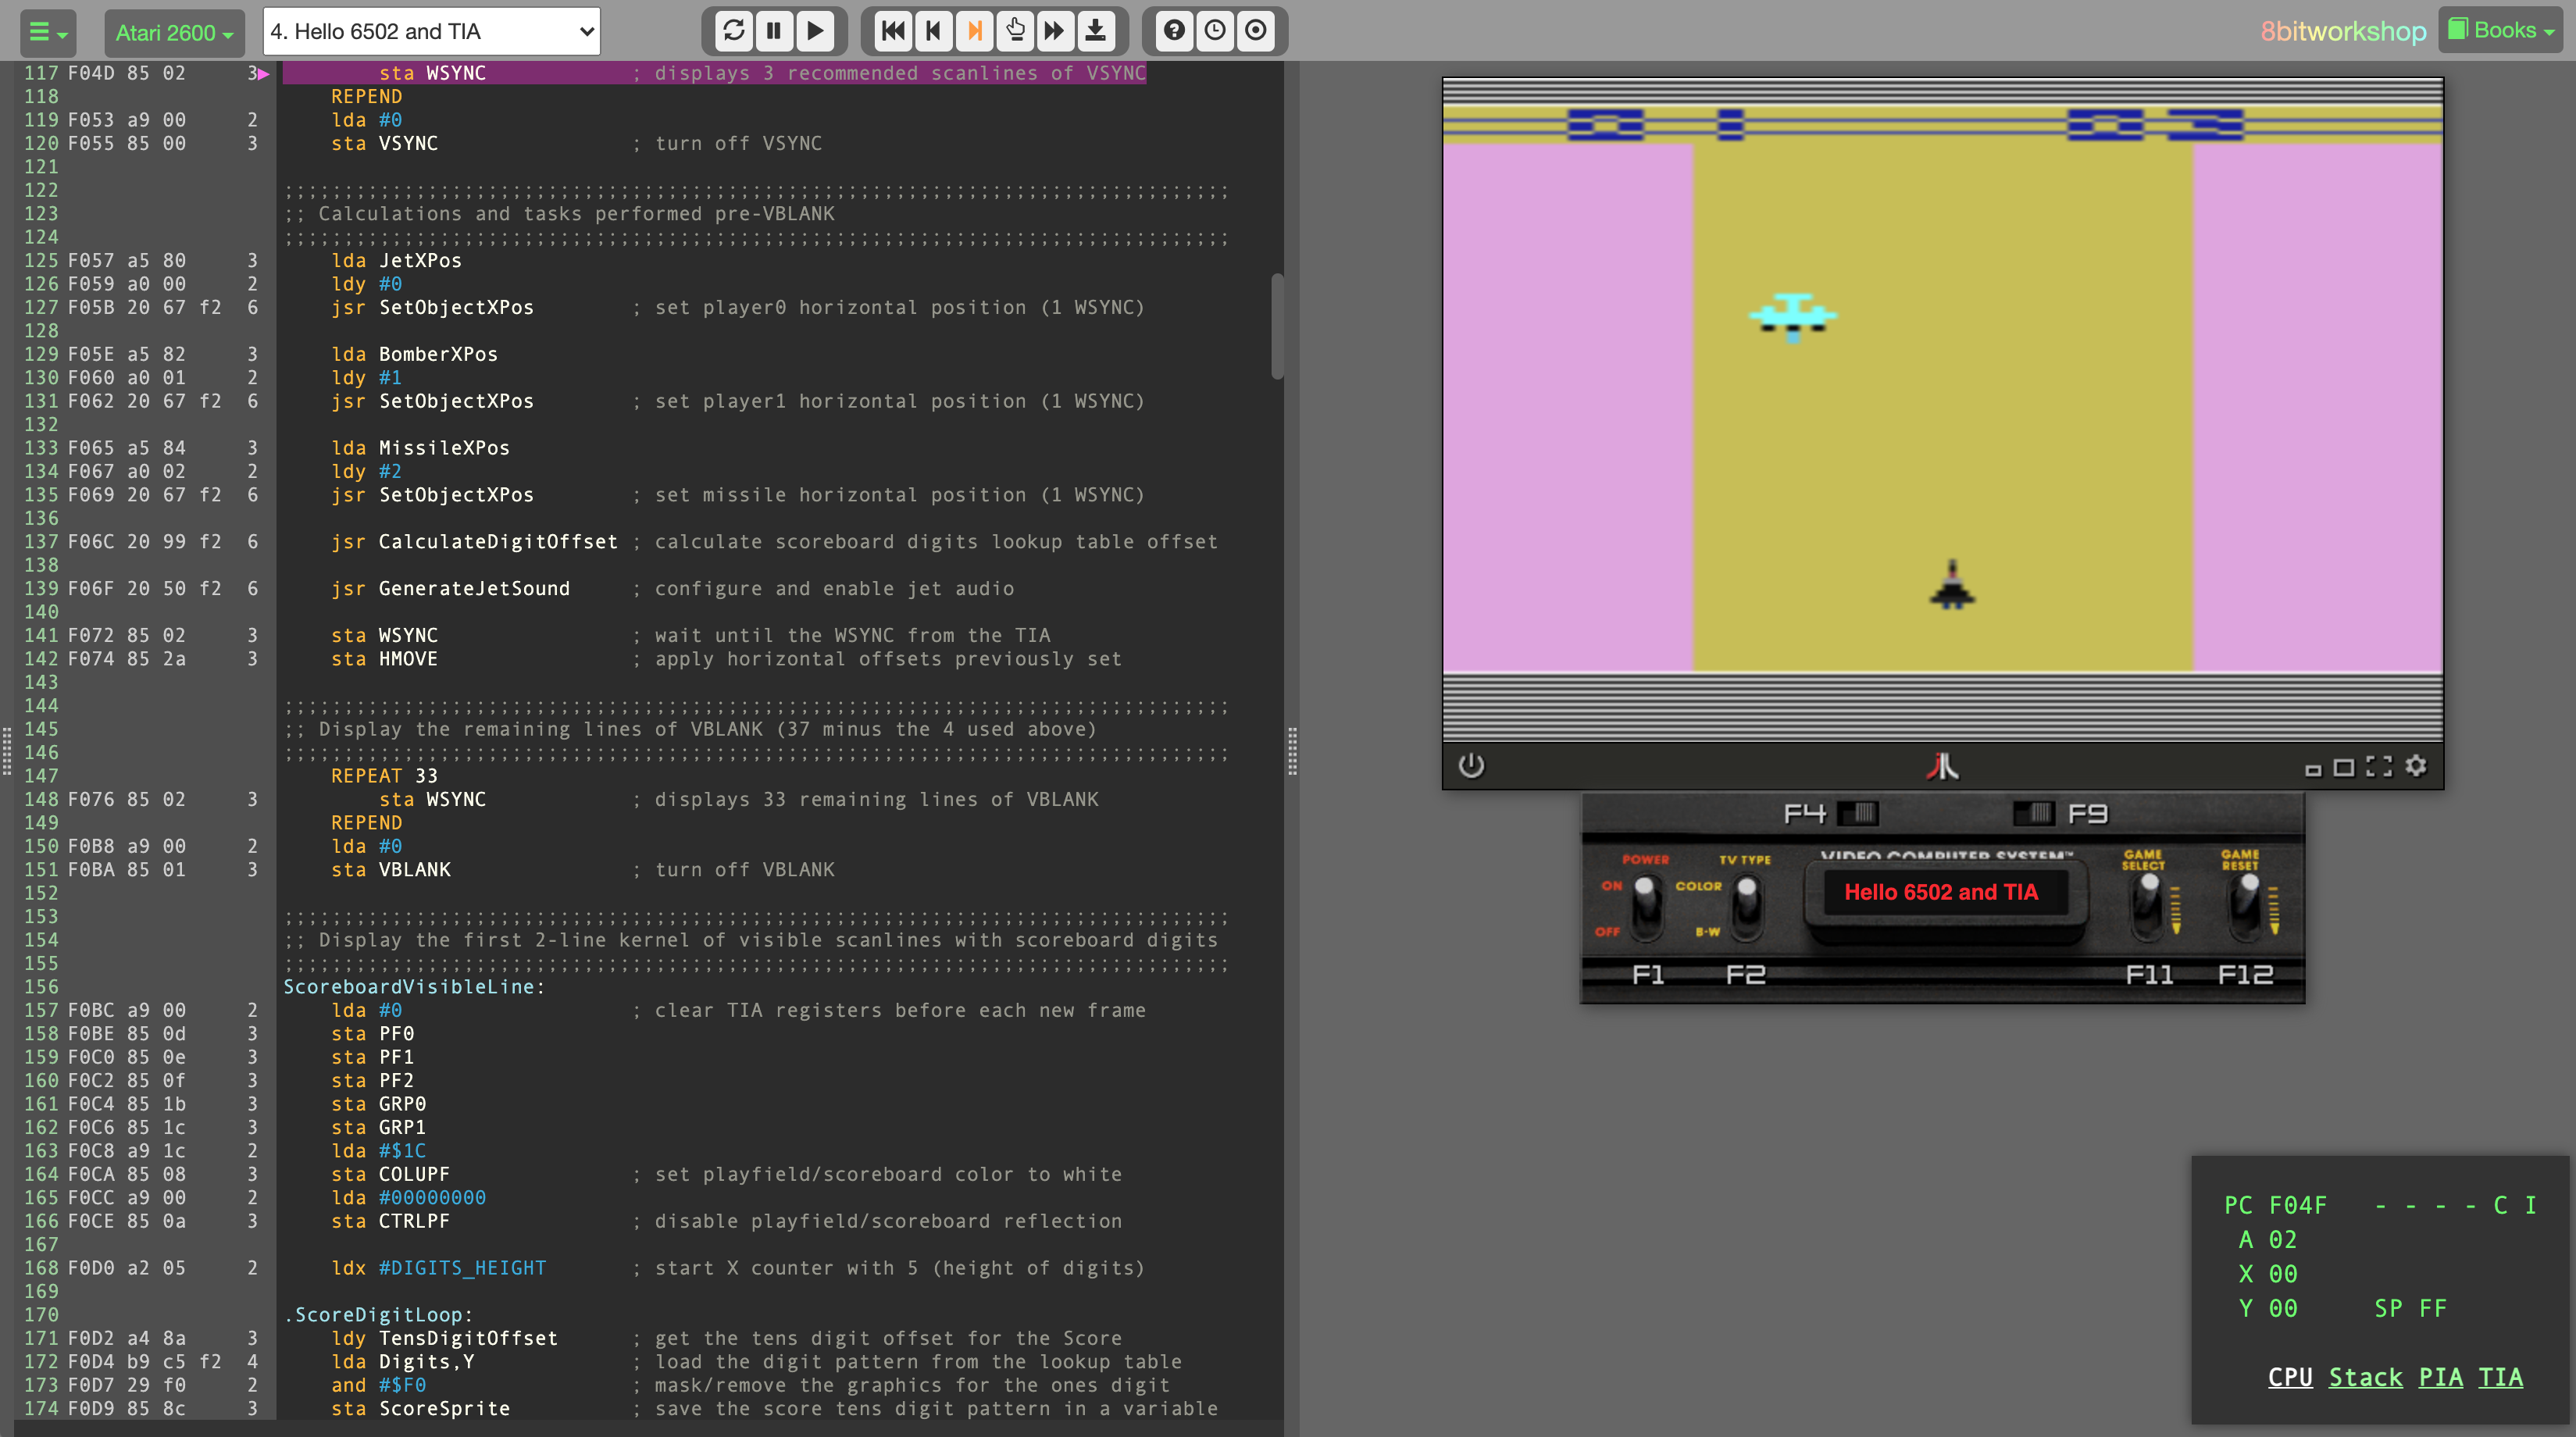 Atari 2600
4. Hello 6502 and TIA
8bitworkshop
Books
117 F04D 85 02 3 sta WSYNC ; displays 3 recommended scanlines of VSYNC
118 REPEND
119 F053 a9 00 2 lda #0
120 F055 85 00 3 sta VSYNC ; turn off VSYNC
121
122 ;;;;;;;;;;;;;;;;;;;;;;;;;;;;;;;;;;;;;;;;;;;;;;;;;;;;;;;;;;;;;;;;;;;;;;;;;;;;;;;
123 ;; Calculations and tasks performed pre-VBLANK
124 ;;;;;;;;;;;;;;;;;;;;;;;;;;;;;;;;;;;;;;;;;;;;;;;;;;;;;;;;;;;;;;;;;;;;;;;;;;;;;;;
125 F057 a5 80 3 lda JetXPos
126 F059 a0 00 2 ldy #0
127 F05B 20 67 f2 6 jsr SetObjectXPos ; set player0 horizontal position (1 WSYNC)
128
129 F05E a5 82 3 lda BomberXPos
130 F060 a0 01 2 ldy #1
131 F062 20 67 f2 6 jsr SetObjectXPos ; set player1 horizontal position (1 WSYNC)
132
133 F065 a5 84 3 lda MissileXPos
134 F067 a0 02 2 ldy #2
135 F069 20 67 f2 6 jsr SetObjectXPos ; set missile horizontal position (1 WSYNC)
136
137 F06C 20 99 f2 6 jsr CalculateDigitOffset ; calculate scoreboard digits lookup table offset
138
139 F06F 20 50 f2 6 jsr GenerateJetSound ; configure and enable jet audio
140
141 F072 85 02 3 sta WSYNC ; wait until the WSYNC from the TIA
142 F074 85 2a 3 sta HMOVE ; apply horizontal offsets previously set
143
144 ;;;;;;;;;;;;;;;;;;;;;;;;;;;;;;;;;;;;;;;;;;;;;;;;;;;;;;;;;;;;;;;;;;;;;;;;;;;;;;;
145 ;; Display the remaining lines of VBLANK (37 minus the 4 used above)
146 ;;;;;;;;;;;;;;;;;;;;;;;;;;;;;;;;;;;;;;;;;;;;;;;;;;;;;;;;;;;;;;;;;;;;;;;;;;;;;;;
147 REPEAT 33
148 F076 85 02 3 sta WSYNC ; displays 33 remaining lines of VBLANK
149 REPEND
150 F0B8 a9 00 2 lda #0
151 F0BA 85 01 3 sta VBLANK ; turn off VBLANK
152
153 ;;;;;;;;;;;;;;;;;;;;;;;;;;;;;;;;;;;;;;;;;;;;;;;;;;;;;;;;;;;;;;;;;;;;;;;;;;;;;;;
154 ;; Display the first 2-line kernel of visible scanlines with scoreboard digits
155 ;;;;;;;;;;;;;;;;;;;;;;;;;;;;;;;;;;;;;;;;;;;;;;;;;;;;;;;;;;;;;;;;;;;;;;;;;;;;;;;
156 ScoreboardVisibleLine:
157 F0BC a9 00 2 lda #0 ; clear TIA registers before each new frame
158 F0BE 85 0d 3 sta PF0
159 F0C0 85 0e 3 sta PF1
160 F0C2 85 0f 3 sta PF2
161 F0C4 85 1b 3 sta GRP0
162 F0C6 85 1c 3 sta GRP1
163 F0C8 a9 1c 2 lda #$1C
164 F0CA 85 08 3 sta COLUPF ; set playfield/scoreboard color to white
165 F0CC a9 00 2 lda #00000000
166 F0CE 85 0a 3 sta CTRLPF ; disable playfield/scoreboard reflection
167
168 F0D0 a2 05 2 ldx #DIGITS_HEIGHT ; start X counter with 5 (height of digits)
169
170 .ScoreDigitLoop:
171 F0D2 a4 8a 3 ldy TensDigitOffset ; get the tens digit offset for the Score
172 F0D4 b9 c5 f2 4 lda Digits,Y ; load the digit pattern from the lookup table
173 F0D7 29 f0 2 and #$F0 ; mask/remove the graphics for the ones digit
174 F0D9 85 8c 3 sta ScoreSprite ; save the score tens digit pattern in a variable
F4 F9
POWER TV TYPE VIDEO COMPUTER SYSTEM™ GAME SELECT GAME RESET
ON COLOR Hello 6502 and TIA
OFF B-W
F1 F2 F11 F12
PC F04F - - - - C I
A 02
X 00
Y 00 SP FF
CPU Stack PIA TIA